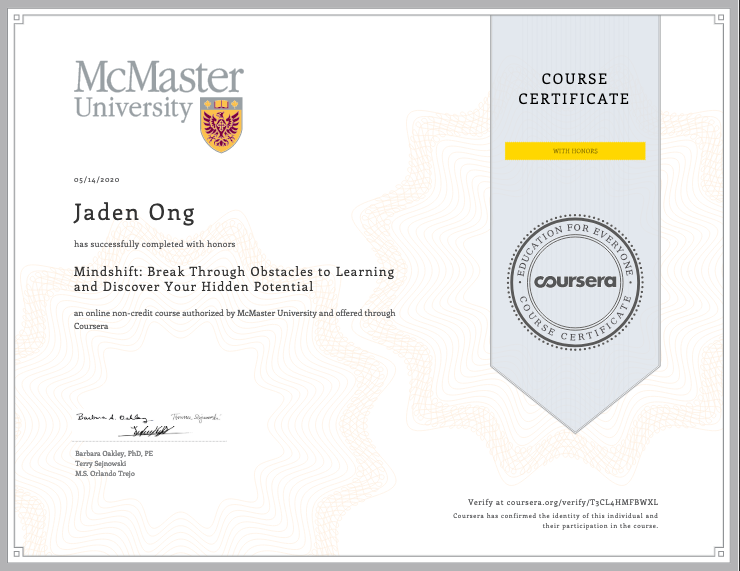 McMaster
University
COURSE
CERTIFICATE
WITH HONORS
05/14/2020
Jaden Ong
has successfully completed with honors
Mindshift: Break Through Obstacles to Learning
and Discover Your Hidden Potential
an online non-credit course authorized by McMaster University and offered through
Coursera
EDUCATION FOR EVERYONE
coursera
COURSE CERTIFICATE
Barbara A. Oakley
Terrence Sejnowski
Barbara Oakley, PhD, PE
Terry Sejnowski
M.S. Orlando Trejo
Verify at coursera.org/verify/T3CL4HMFBWXL
Coursera has confirmed the identity of this individual and
their participation in the course.